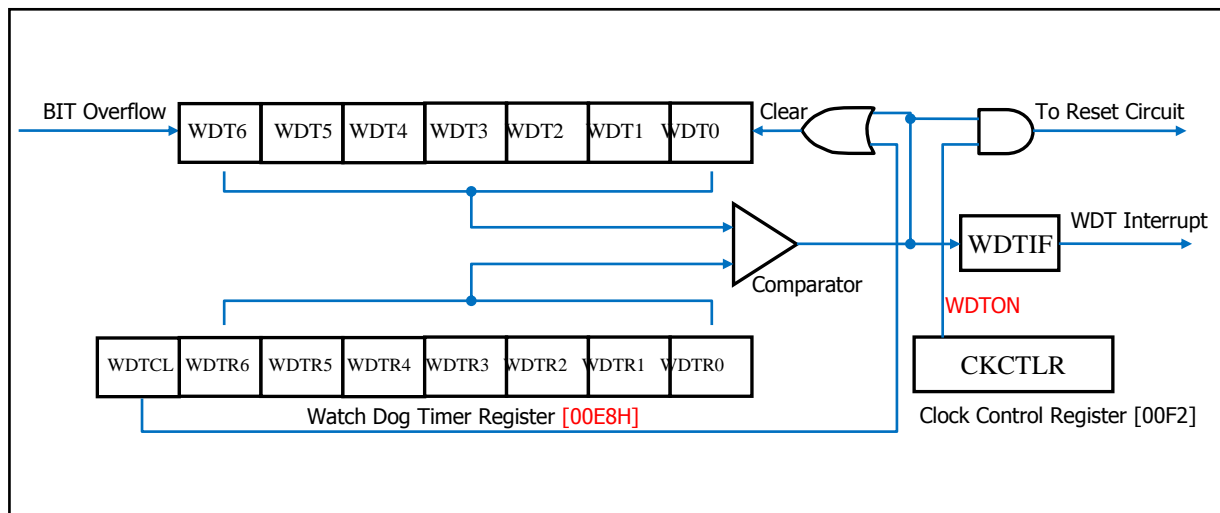 BIT Overflow
WDT6 WDT5 WDT4 WDT3 WDT2 WDT1 WDT0
Clear
To Reset Circuit
WDT Interrupt
WDTIF
Comparator
WDTON
WDTCL WDTR6 WDTR5 WDTR4 WDTR3 WDTR2 WDTR1 WDTR0
CKCTLR
Watch Dog Timer Register [00E8H]
Clock Control Register [00F2]